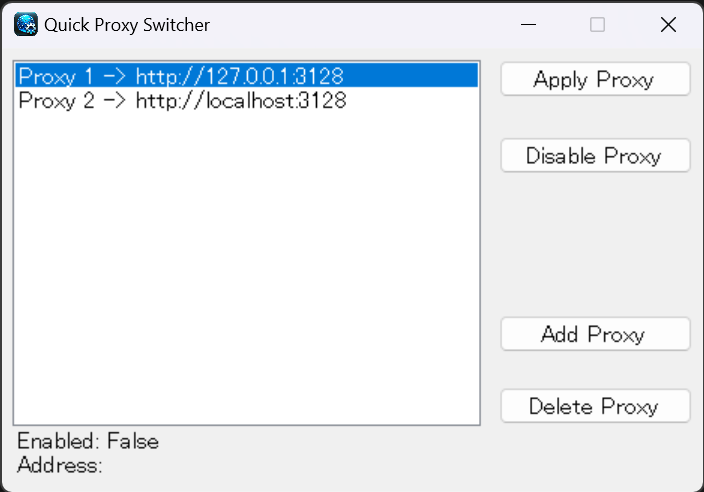 Quick Proxy Switcher
Proxy 1 -> http://127.0.0.1:3128
Proxy 2 -> http://localhost:3128
Apply Proxy
Disable Proxy
Add Proxy
Delete Proxy
Enabled: False
Address: